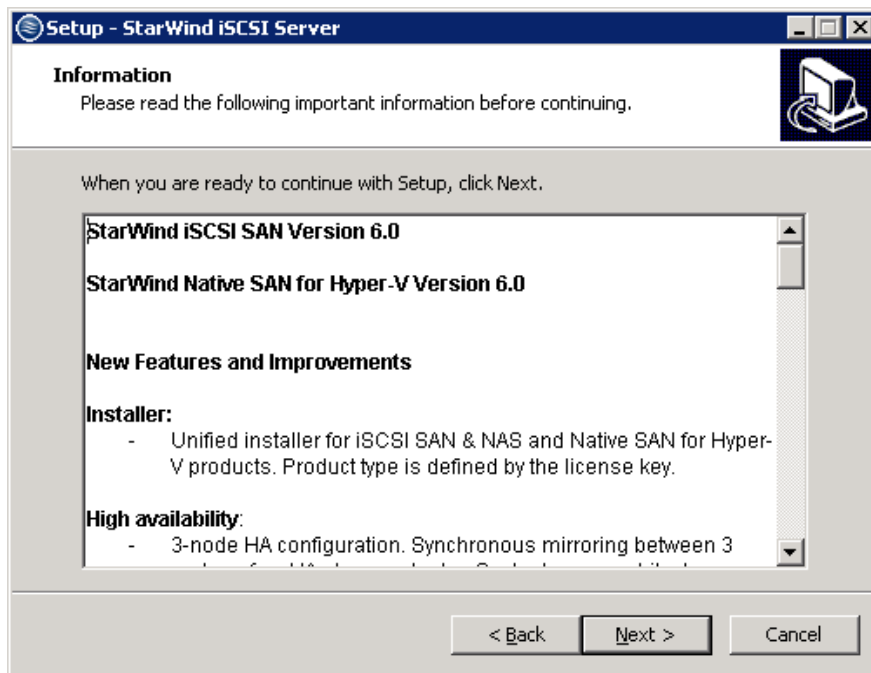 Setup - StarWind iSCSI Server
Information
Please read the following important information before continuing.
When you are ready to continue with Setup, click Next.
StarWind iSCSI SAN Version 6.0
StarWind Native SAN for Hyper-V Version 6.0
New Features and Improvements
Installer:
- Unified installer for iSCSI SAN & NAS and Native SAN for Hyper-
V products. Product type is defined by the license key.
High availability:
- 3-node HA configuration. Synchronous mirroring between 3
< Back
Next >
Cancel